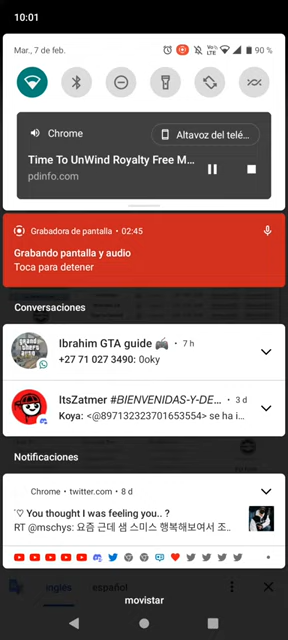 10:01
Mar., 7 de feb.
Vo
LTE
90 %
Chrome
Altavoz del telé…
Time To UnWind Royalty Free M…
pdinfo.com
Grabadora de pantalla • 02:45
Grabando pantalla y audio
Toca para detener
Conversaciones
Ibrahim GTA guide 🎮 • 7 h
+27 71 027 3490: 0oky
ItsZatmer #BIENVENIDAS-Y-DE… • 3 d
Koya: <@897132323701653554> se ha i…
Notificaciones
Chrome • twitter.com • 8 d
'♡ You thought I was feeling you.. ?
RT @mschys: 요즘 근데 샘 스미스 행복해보여서 조..
inglés
español
movistar